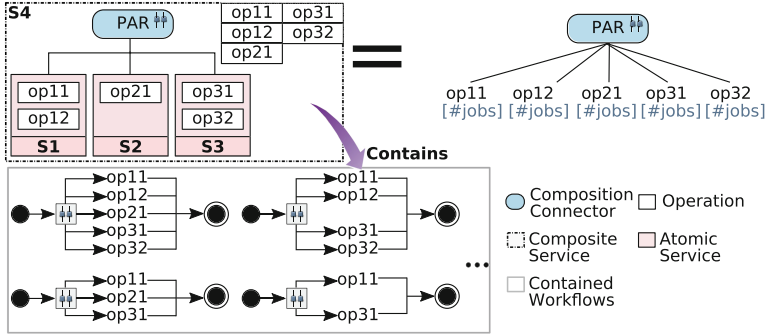 S4
PAR
op11 op31
op12 op32
op21
op11 op21 op31
op12 op32
S1 S2 S3
PAR
op11 op12 op21 op31 op32
[#jobs] [#jobs] [#jobs] [#jobs] [#jobs]
Contains
op11
op12
op21
op31
op32
op11
op12
op31
op32
op11
op21
op31
op11
op31
...
Composition
Connector
Operation
Composite
Service
Atomic
Service
Contained
Workflows